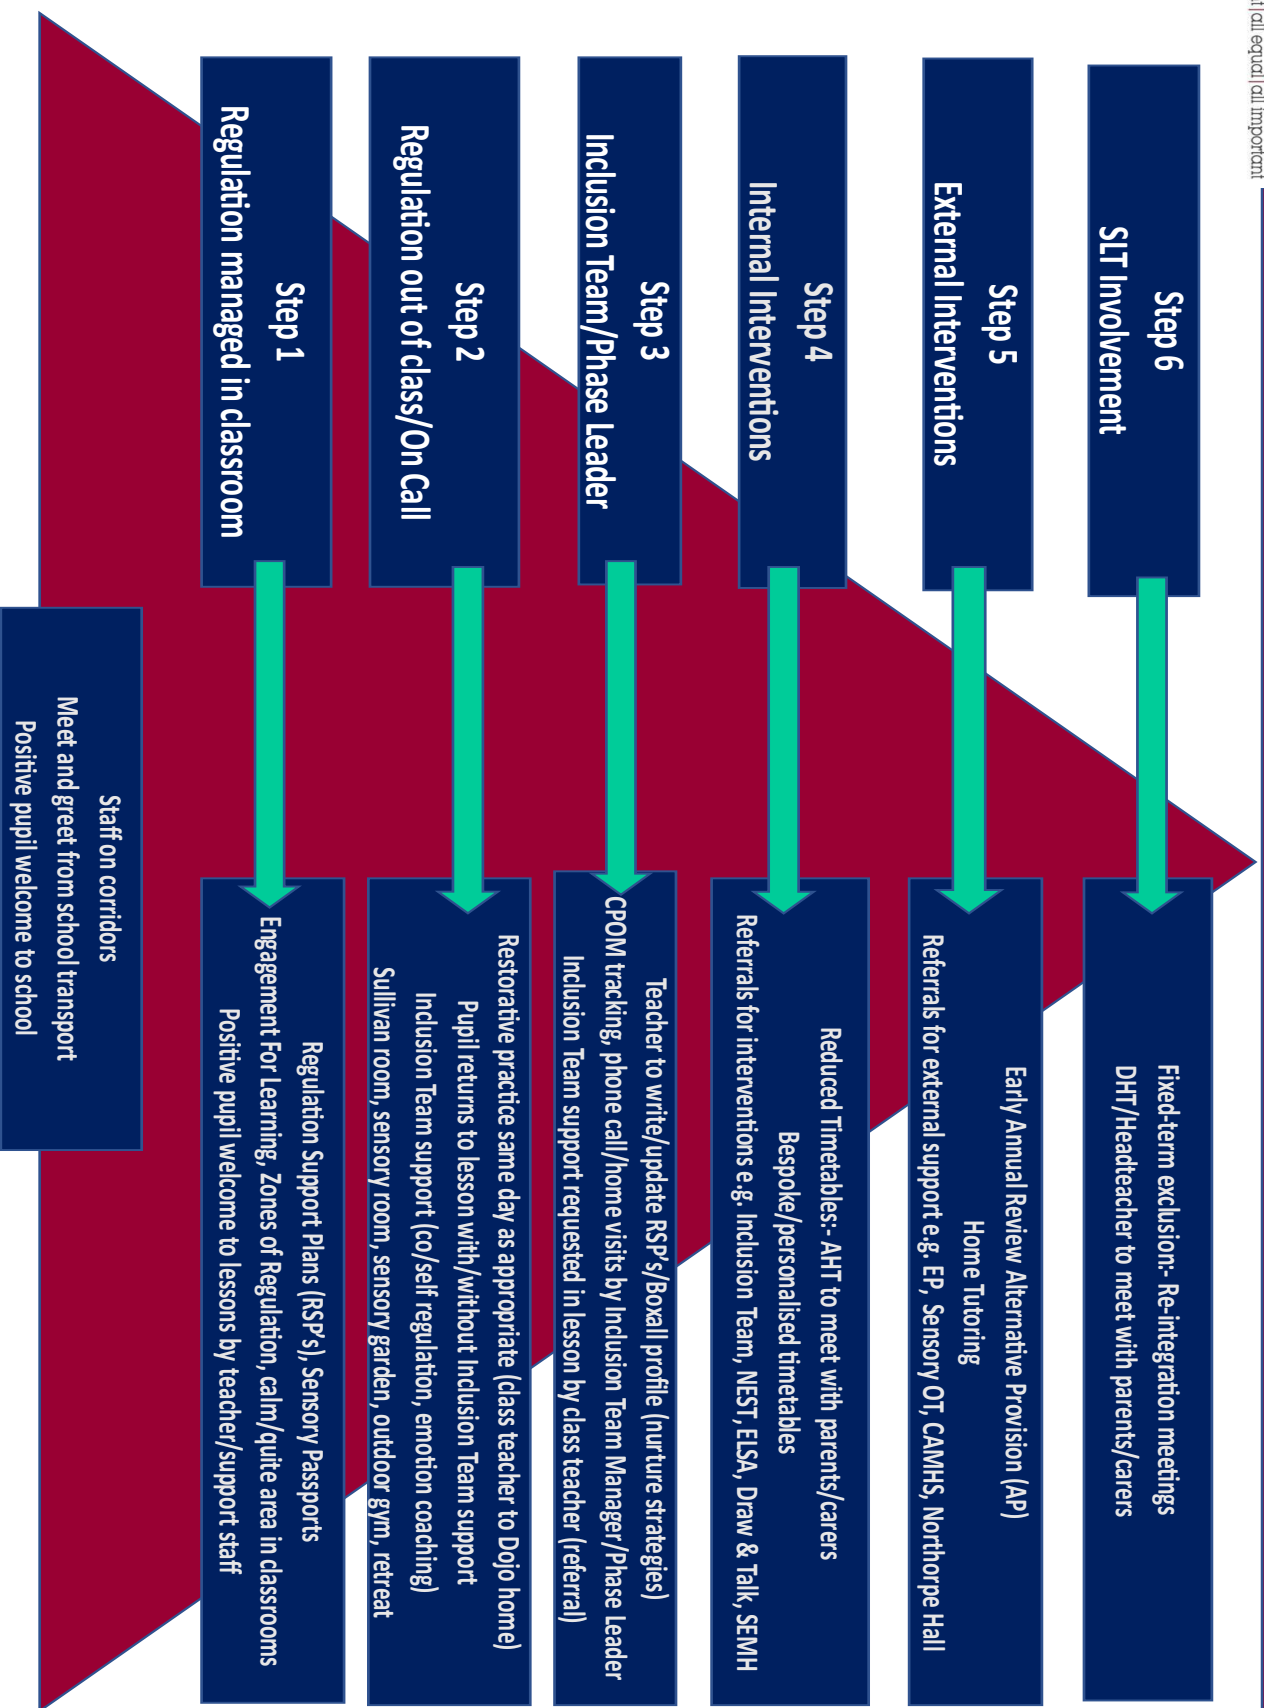 all equal|all important
Step 6
SLT Involvement
Fixed-term exclusion:- Re-integration meetings
DHT/Headteacher to meet with parents/carers
Step 5
External Interventions
Early Annual Review Alternative Provision (AP)
Home Tutoring
Referrals for external support e.g. EP, Sensory OT, CAMHS, Northorpe Hall
Step 4
Internal Interventions
Reduced Timetables:- AHT to meet with parents/carers
Bespoke/personalised timetables
Referrals for interventions e.g. Inclusion Team, NEST, ELSA, Draw & Talk, SEMH
Step 3
Inclusion Team/Phase Leader
Teacher to write/update RSP's/Boxall profile (nurture strategies)
CPOM tracking, phone call/home visits by Inclusion Team Manager/Phase Leader
Inclusion Team support requested in lesson by class teacher (referral)
Step 2
Regulation out of class/On Call
Restorative practice same day as appropriate (class teacher to Dojo home)
Pupil returns to lesson with/without Inclusion Team support
Inclusion Team support (co/self regulation, emotion coaching)
Sullivan room, sensory room, sensory garden, outdoor gym, retreat
Step 1
Regulation managed in classroom
Regulation Support Plans (RSP's), Sensory Passports
Engagement For Learning, Zones of Regulation, calm/quite area in classrooms
Positive pupil welcome to lessons by teacher/support staff
Staff on corridors
Meet and greet from school transport
Positive pupil welcome to school